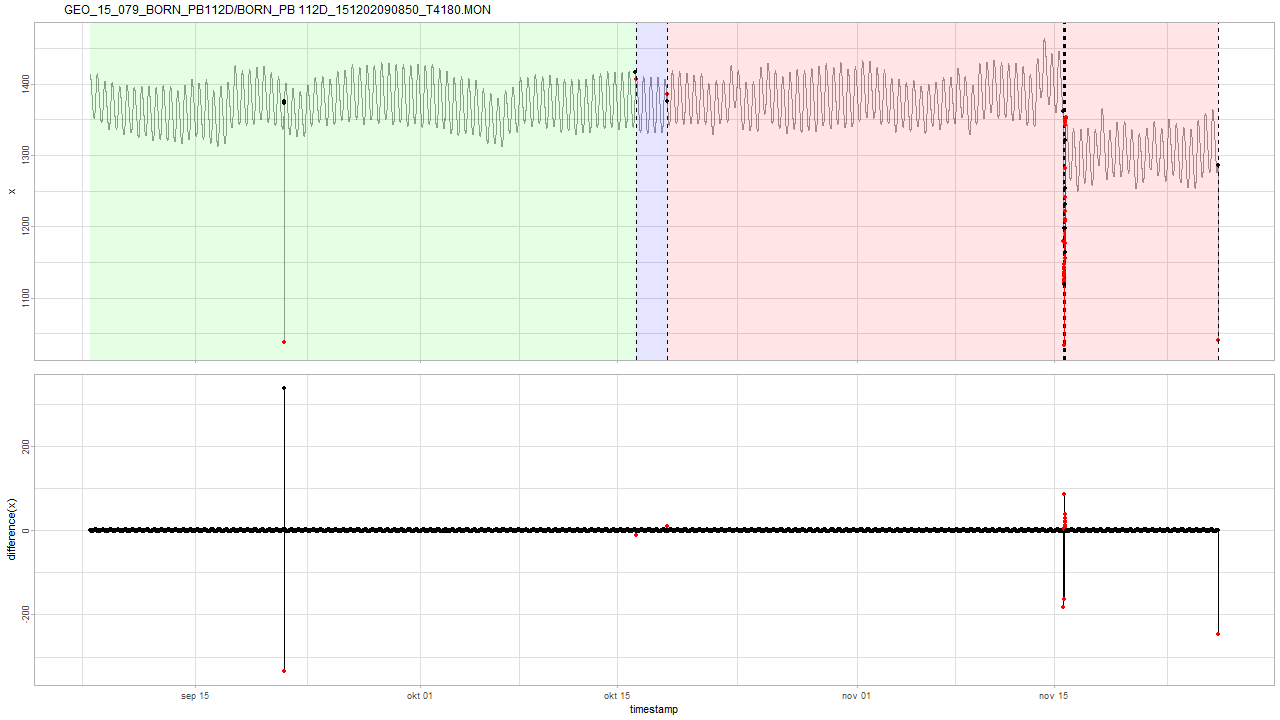 GEO_15_079_BORN_PB112D/BORN_PB 112D_151202090850_T4180.MON
1400
1300
1200
1100
x
200
0
-200
difference(x)
sep 15
okt 01
okt 15
nov 01
nov 15
timestamp